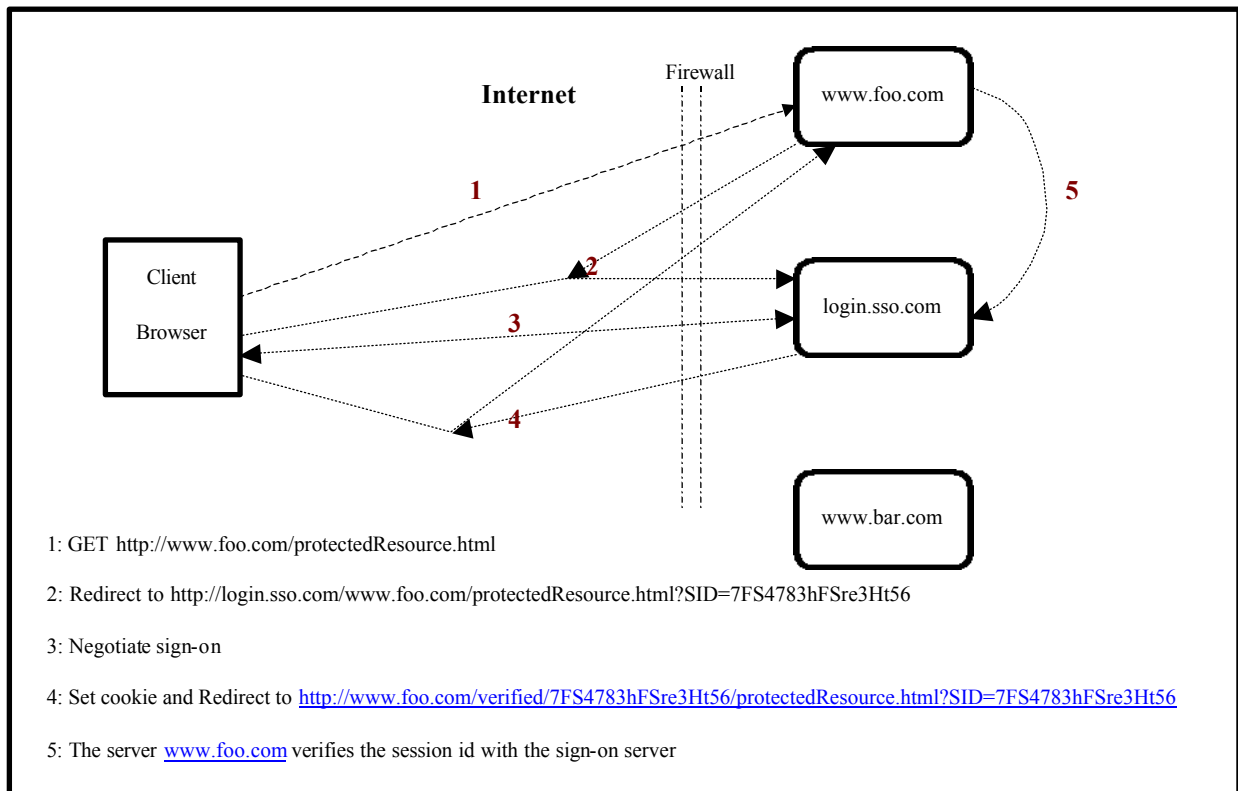 Internet
Firewall
www.foo.com
1
5
2
Client
Browser
login.sso.com
3
4
www.bar.com
1: GET http://www.foo.com/protectedResource.html
2: Redirect to http://login.sso.com/www.foo.com/protectedResource.html?SID=7FS4783hFSre3Ht56
3: Negotiate sign-on
4: Set cookie and Redirect to http://www.foo.com/verified/7FS4783hFSre3Ht56/protectedResource.html?SID=7FS4783hFSre3Ht56
5: The server www.foo.com verifies the session id with the sign-on server